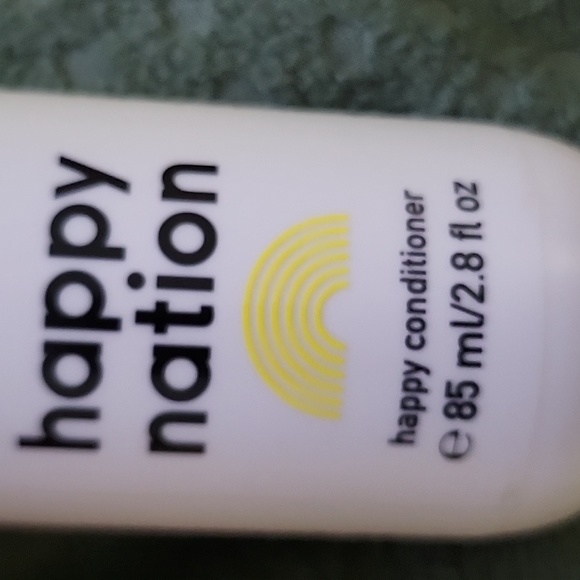 happy
nation
happy conditioner
℮ 85 ml/2.8 fl oz